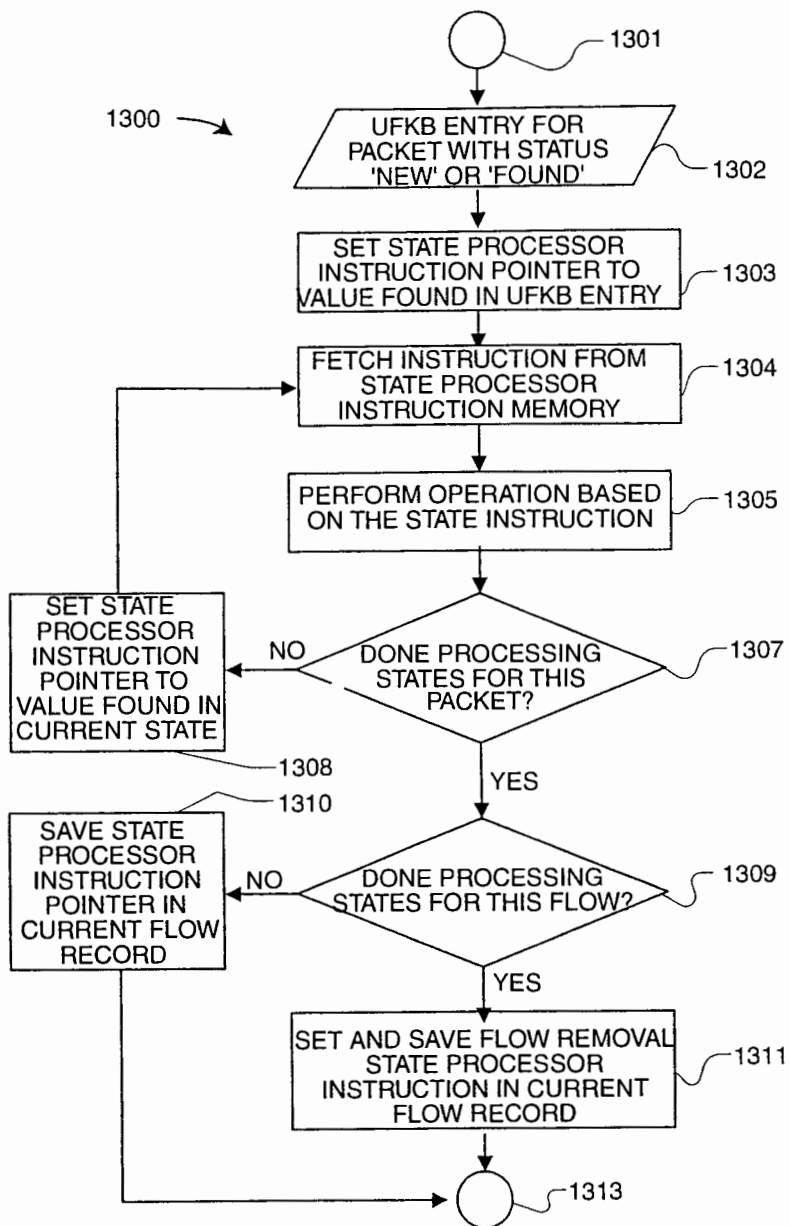 1301
1300
UFKB ENTRY FOR
PACKET WITH STATUS
'NEW' OR 'FOUND'
1302
SET STATE PROCESSOR
INSTRUCTION POINTER TO
VALUE FOUND IN UFKB ENTRY
1303
FETCH INSTRUCTION FROM
STATE PROCESSOR
INSTRUCTION MEMORY
1304
PERFORM OPERATION BASED
ON THE STATE INSTRUCTION
1305
SET STATE
PROCESSOR
INSTRUCTION
POINTER TO
VALUE FOUND IN
CURRENT STATE
1308
NO
DONE PROCESSING
STATES FOR THIS
PACKET?
1307
YES
1310
SAVE STATE
PROCESSOR
INSTRUCTION
POINTER IN
CURRENT FLOW
RECORD
NO
DONE PROCESSING
STATES FOR THIS FLOW?
1309
YES
SET AND SAVE FLOW REMOVAL
STATE PROCESSOR
INSTRUCTION IN CURRENT
FLOW RECORD
1311
1313